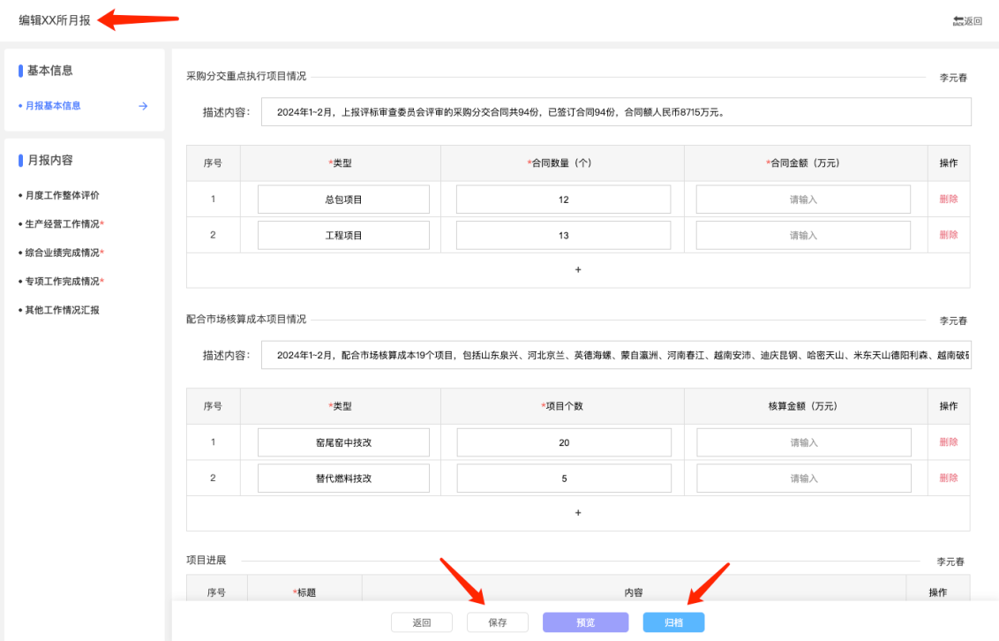 编辑XX所月报
BACK返回
基本信息
• 月报基本信息
月报内容
• 月度工作整体评价
• 生产经营工作情况*
• 综合业绩完成情况*
• 专项工作完成情况*
• 其他工作情况汇报
采购分交重点执行项目情况 李元春
描述内容： 2024年1~2月，上报评标审查委员会评审的采购分交合同共94份，已签订合同94份，合同额人民币8715万元。
序号 *类型 *合同数量（个） *合同金额（万元） 操作
1 总包项目 12 请输入 删除
2 工程项目 13 请输入 删除
+
配合市场核算成本项目情况 李元春
描述内容： 2024年1~2月，配合市场核算成本19个项目，包括山东泉兴、河北京兰、英德海螺、蒙自瀛洲、河南春江、越南安沛、迪庆昆钢、哈密天山、米东天山德阳利森、越南破
序号 *类型 *项目个数 核算金额（万元） 操作
1 窑尾窑中技改 20 请输入 删除
2 替代燃料技改 5 请输入 删除
+
项目进展 李元春
序号 *标题 内容 操作
返回 保存 预览 归档